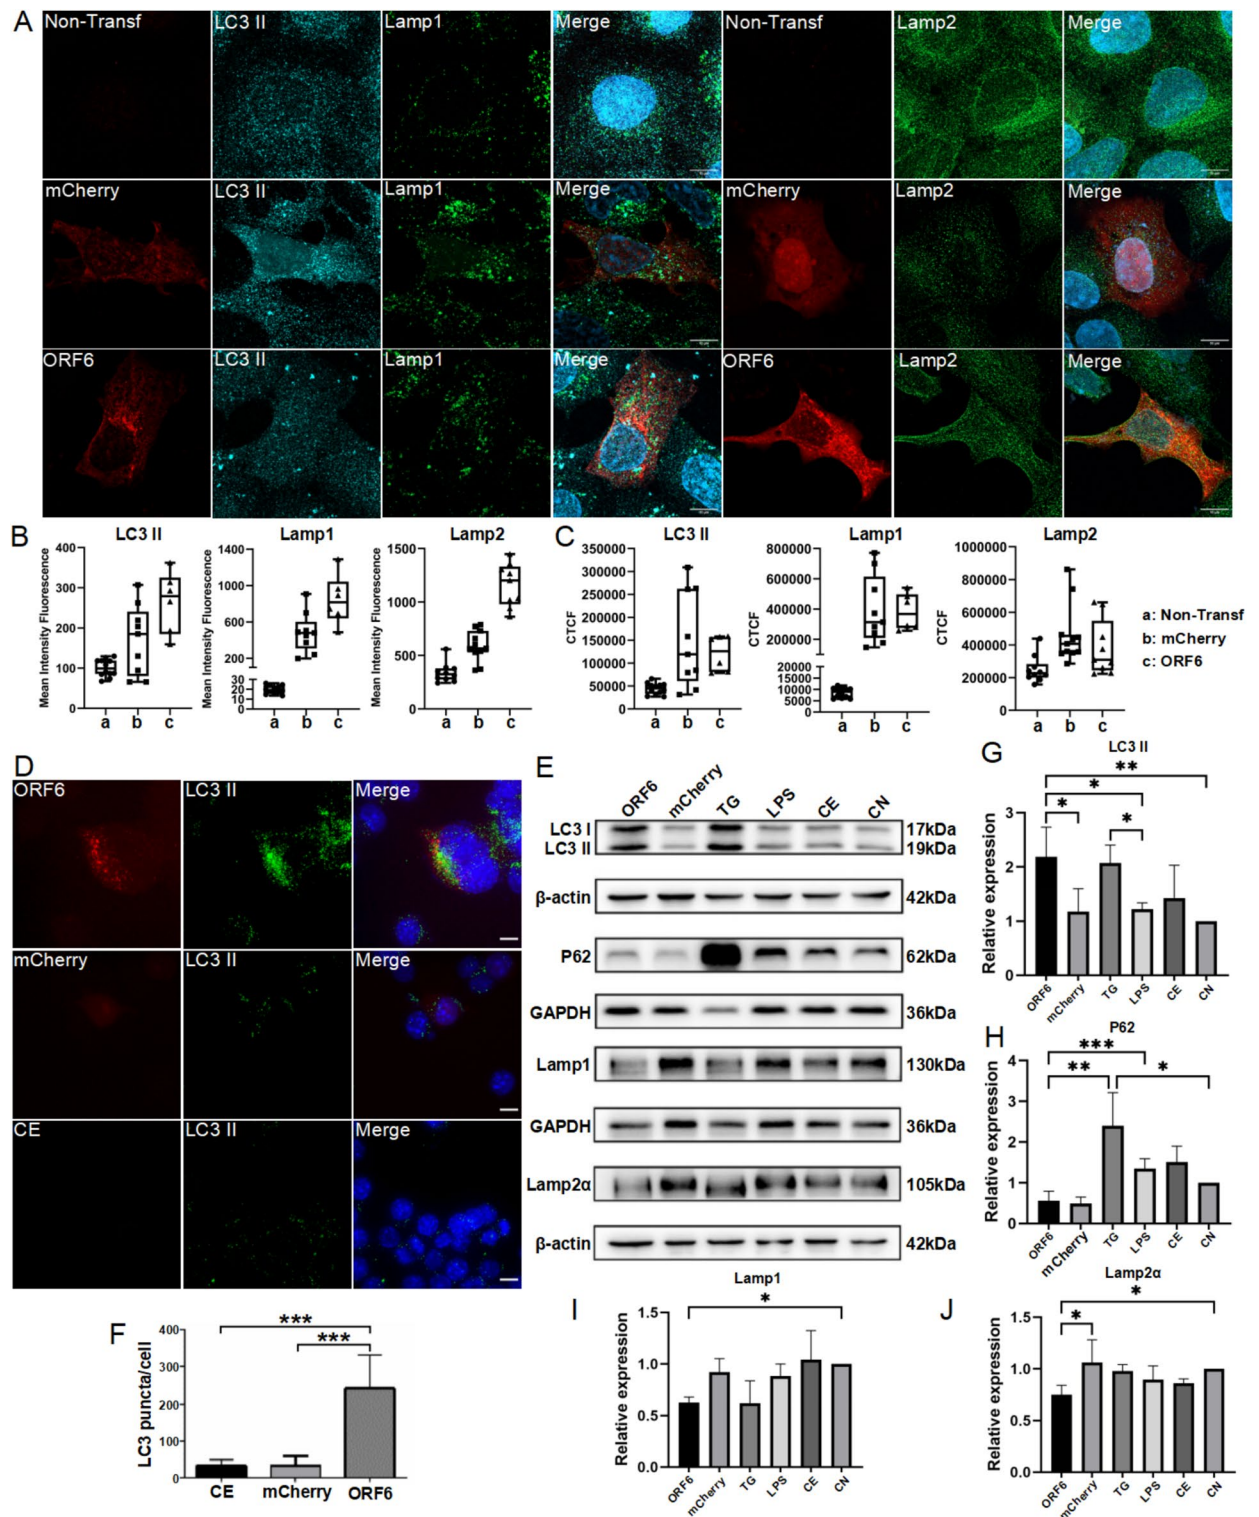 A
Non-Transf LC3 II Lamp1 Merge Non-Transf Lamp2 Merge
mCherry LC3 II Lamp1 Merge mCherry Lamp2 Merge
ORF6 LC3 II Lamp1 Merge ORF6 Lamp2 Merge
B
LC3 II
Mean Intensity Fluorescence
400
300
200
100
0
a b c
Lamp1
Mean Intensity Fluorescence
1400
1000
600
200
30
20
10
0
a b c
Lamp2
Mean Intensity Fluorescence
1500
1000
500
0
a b c
C
LC3 II
CTCF
350000
300000
250000
200000
150000
100000
50000
0
a b c
Lamp1
CTCF
800000
600000
400000
200000
20000
15000
10000
5000
0
a b c
Lamp2
CTCF
1000000
800000
600000
400000
200000
0
a b c
a: Non-Transf
b: mCherry
c: ORF6
D
ORF6 LC3 II Merge
mCherry LC3 II Merge
CE LC3 II Merge
E
ORF6 mCherry TG LPS CE CN
LC3 I 17kDa
LC3 II 19kDa
β-actin 42kDa
P62 62kDa
GAPDH 36kDa
Lamp1 130kDa
GAPDH 36kDa
Lamp2α 105kDa
β-actin 42kDa
F
LC3 puncta/cell
400
300
200
100
0
*** ***
CE mCherry ORF6
G
LC3 II
Relative expression
3
2
1
0
** * * *
ORF6 mCherry TG LPS CE CN
H
P62
Relative expression
4
3
2
1
0
*** ** *
ORF6 mCherry TG LPS CE CN
I
Lamp1
Relative expression
1.5
1.0
0.5
0.0
*
ORF6 mCherry TG LPS CE CN
J
Lamp2α
Relative expression
1.5
1.0
0.5
0.0
* *
ORF6 mCherry TG LPS CE CN